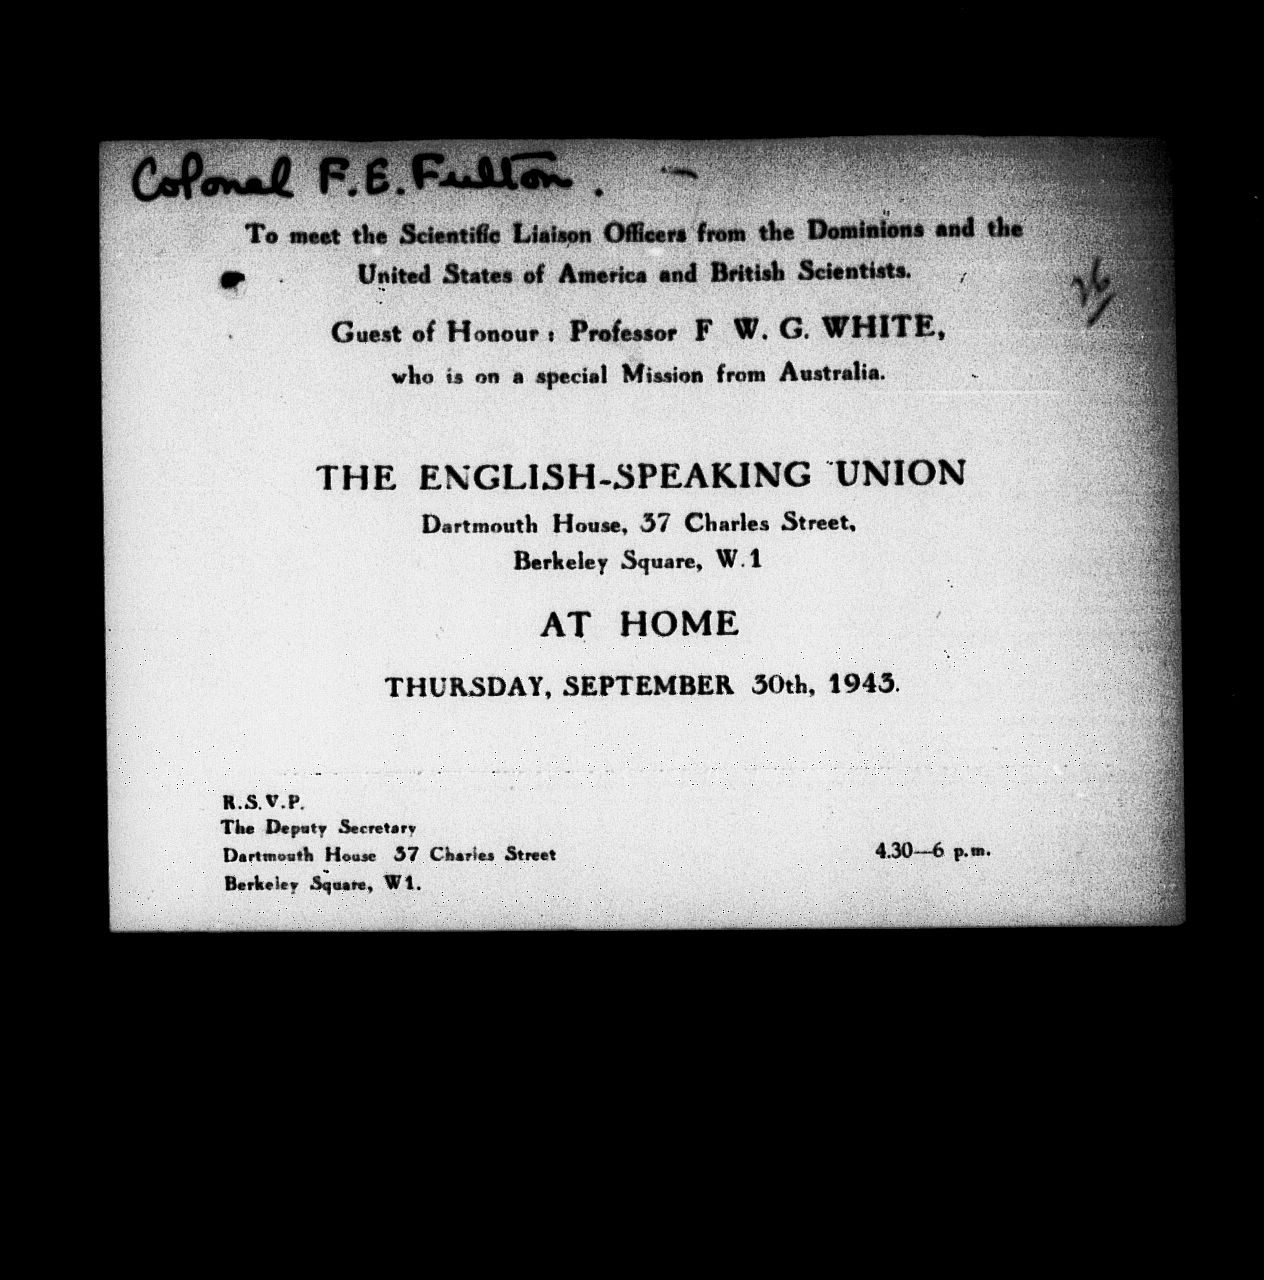 Colonel F.E. Fulton.
To meet the Scientific Liaison Officers from the Dominions and the
United States of America and British Scientists.
Guest of Honour : Professor F W. G. WHITE,
who is on a special Mission from Australia.
THE ENGLISH-SPEAKING UNION
Dartmouth House, 37 Charles Street,
Berkeley Square, W.1
AT HOME
THURSDAY, SEPTEMBER 30th, 1943.
R.S.V.P.
The Deputy Secretary
Dartmouth House 37 Charles Street
Berkeley Square, W1.
4.30—6 p.m.